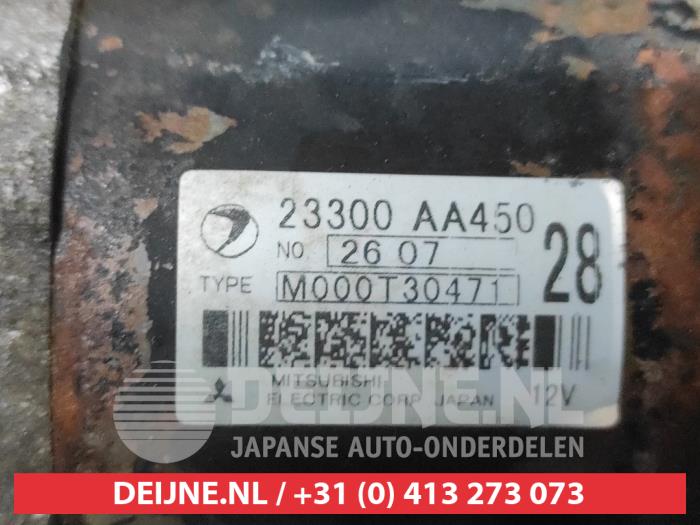 23300 AA450
NO. 26 07
TYPE M000T30471
28
MITSUBISHI
ELECTRIC CORP. JAPAN 12V
DEIJNE.NL
JAPANSE AUTO-ONDERDELEN
DEIJNE.NL / +31 (0) 413 273 073